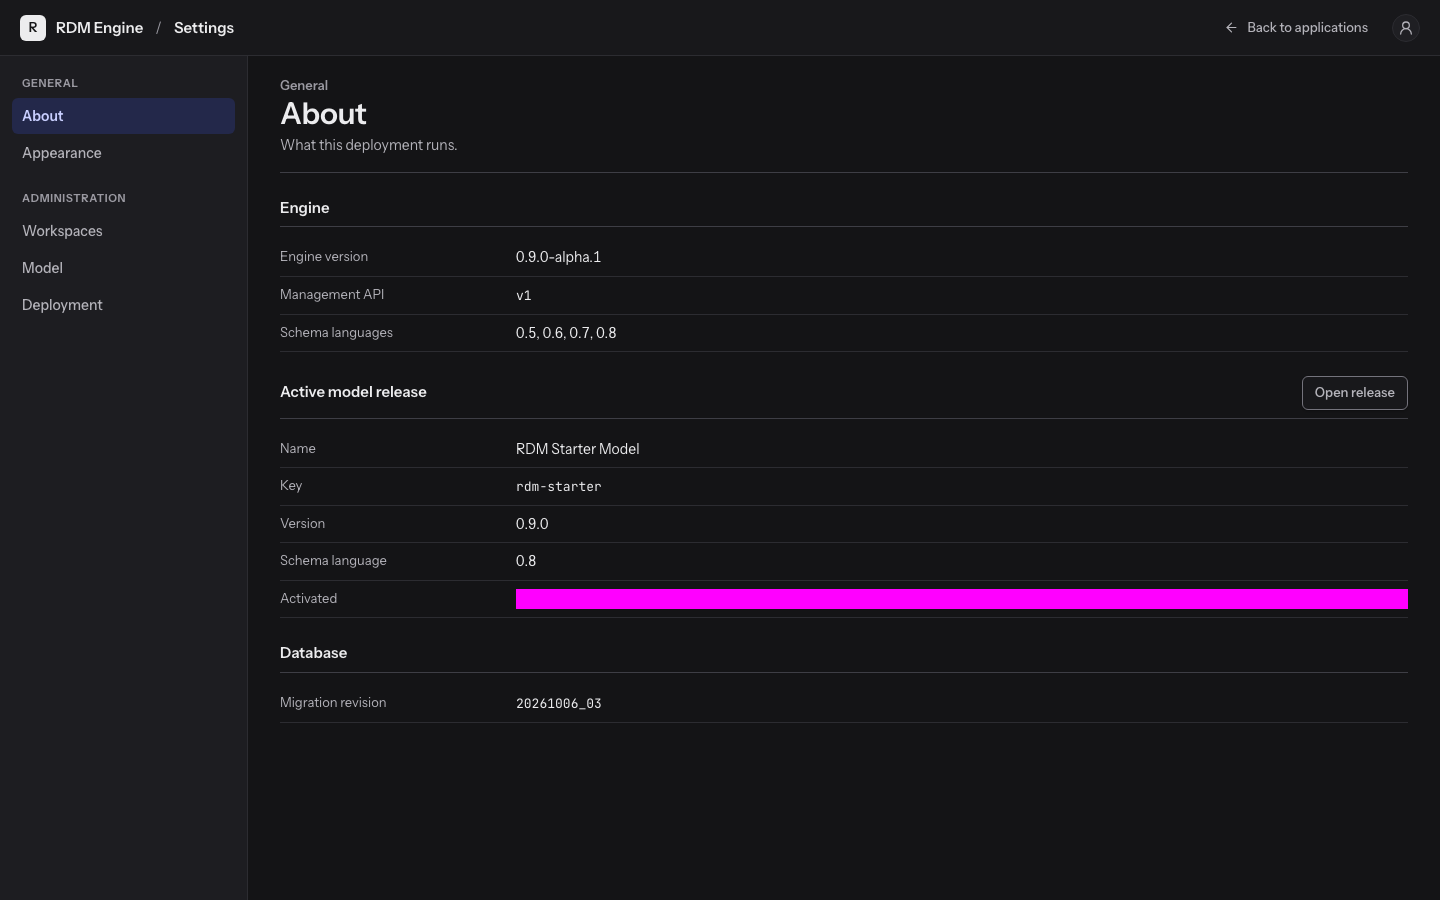 R RDM Engine / Settings
← Back to applications
GENERAL
About
Appearance
ADMINISTRATION
Workspaces
Model
Deployment
General
About
What this deployment runs.
Engine
Engine version 0.9.0-alpha.1
Management API v1
Schema languages 0.5, 0.6, 0.7, 0.8
Active model release
Open release
Name RDM Starter Model
Key rdm-starter
Version 0.9.0
Schema language 0.8
Activated
Database
Migration revision 20261006_03